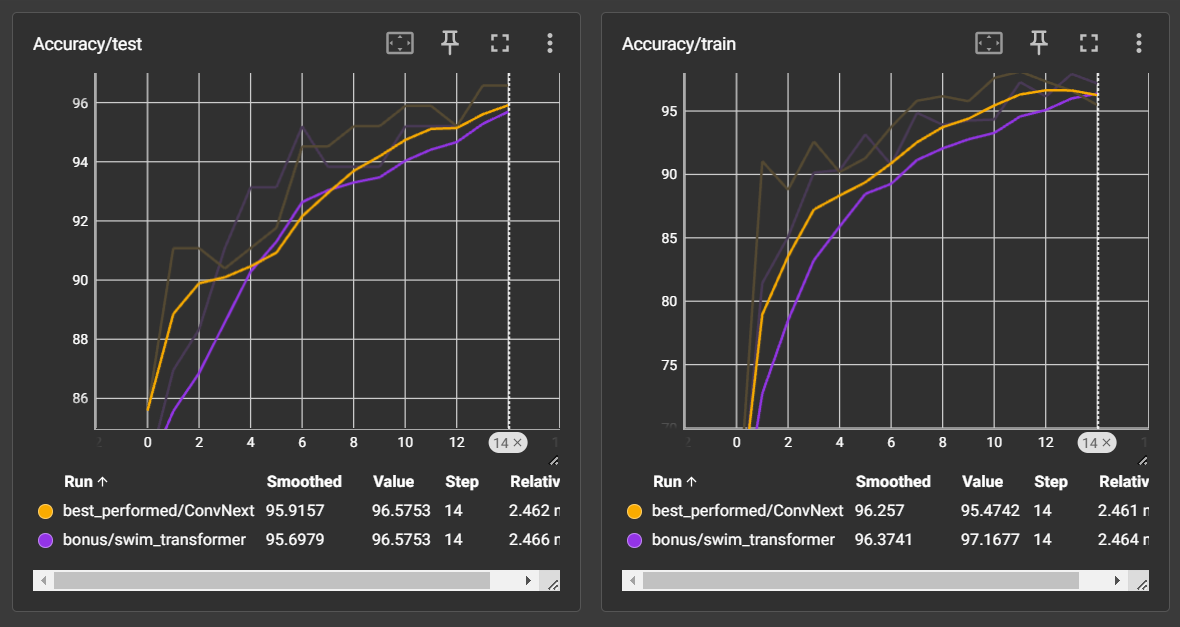 Accuracy/test
96
94
92
90
88
86
0 2 4 6 8 10 12 14 ×
Run ↑ Smoothed Value Step Relativ
best_performed/ConvNext 95.9157 96.5753 14 2.462 m
bonus/swim_transformer 95.6979 96.5753 14 2.466 m
Accuracy/train
95
90
85
80
75
70
0 2 4 6 8 10 12 14 ×
Run ↑ Smoothed Value Step Relativ
best_performed/ConvNext 96.257 95.4742 14 2.461 m
bonus/swim_transformer 96.3741 97.1677 14 2.464 m